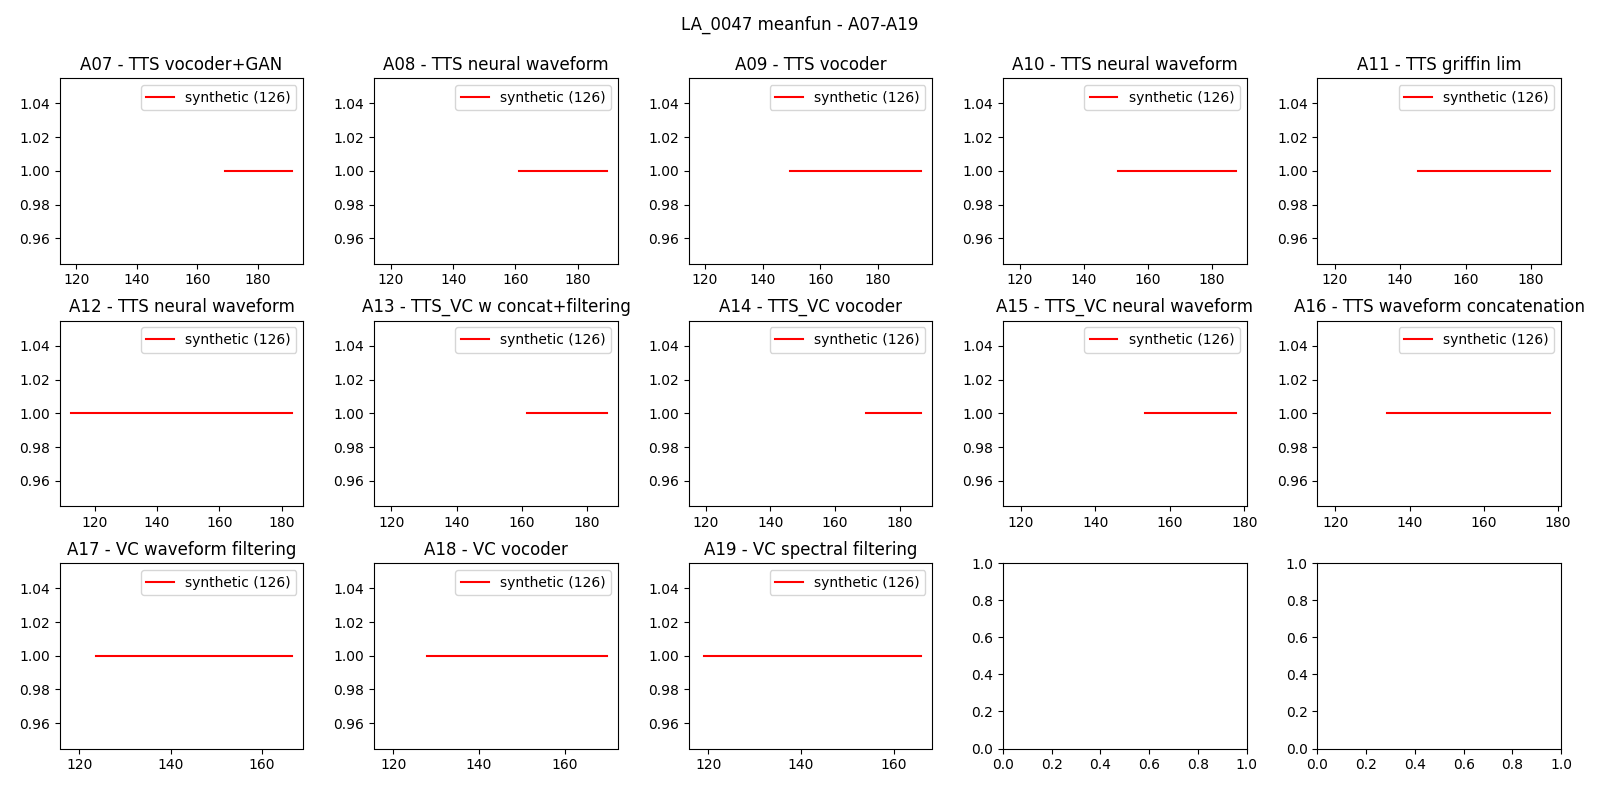 LA_0047 meanfun - A07-A19
A07 - TTS vocoder+GAN
synthetic (126)
1.04
1.02
1.00
0.98
0.96
120 140 160 180
A08 - TTS neural waveform
synthetic (126)
1.04
1.02
1.00
0.98
0.96
120 140 160 180
A09 - TTS vocoder
synthetic (126)
1.04
1.02
1.00
0.98
0.96
120 140 160 180
A10 - TTS neural waveform
synthetic (126)
1.04
1.02
1.00
0.98
0.96
120 140 160 180
A11 - TTS griffin lim
synthetic (126)
1.04
1.02
1.00
0.98
0.96
120 140 160 180
A12 - TTS neural waveform
synthetic (126)
1.04
1.02
1.00
0.98
0.96
120 140 160 180
A13 - TTS_VC w concat+filtering
synthetic (126)
1.04
1.02
1.00
0.98
0.96
120 140 160 180
A14 - TTS_VC vocoder
synthetic (126)
1.04
1.02
1.00
0.98
0.96
120 140 160 180
A15 - TTS_VC neural waveform
synthetic (126)
1.04
1.02
1.00
0.98
0.96
120 140 160 180
A16 - TTS waveform concatenation
synthetic (126)
1.04
1.02
1.00
0.98
0.96
120 140 160 180
A17 - VC waveform filtering
synthetic (126)
1.04
1.02
1.00
0.98
0.96
120 140 160
A18 - VC vocoder
synthetic (126)
1.04
1.02
1.00
0.98
0.96
120 140 160
A19 - VC spectral filtering
synthetic (126)
1.04
1.02
1.00
0.98
0.96
120 140 160
1.0
0.8
0.6
0.4
0.2
0.0
0.0 0.2 0.4 0.6 0.8 1.0
1.0
0.8
0.6
0.4
0.2
0.0
0.0 0.2 0.4 0.6 0.8 1.0